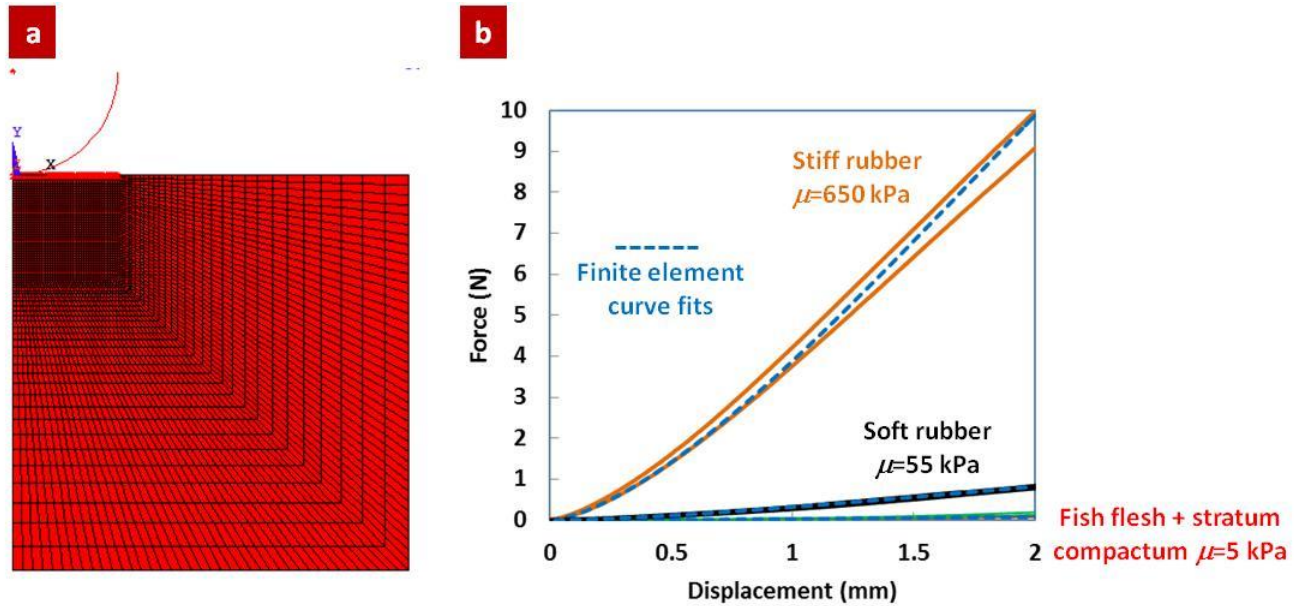 a
b
Y
X
10
9
8
7
6
5
4
3
2
1
0
Force (N)
Stiff rubber
μ=650 kPa
Finite element
curve fits
Soft rubber
μ=55 kPa
Fish flesh + stratum
compactum μ=5 kPa
0 0.5 1 1.5 2
Displacement (mm)